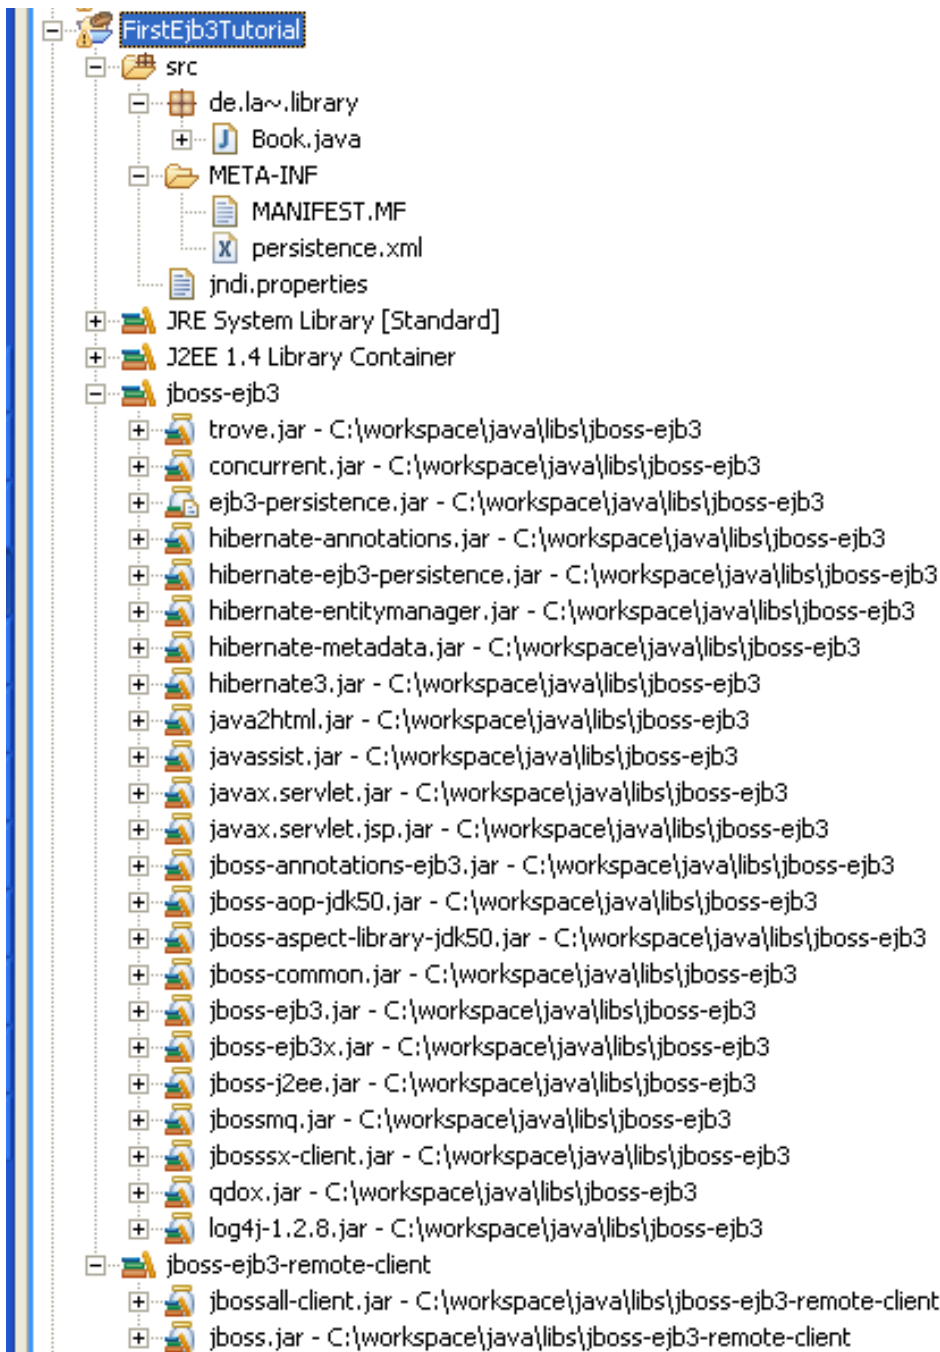 FirstEjb3Tutorial
src
de.la~.library
Book.java
META-INF
MANIFEST.MF
persistence.xml
jndi.properties
JRE System Library [Standard]
J2EE 1.4 Library Container
jboss-ejb3
trove.jar - C:\workspace\java\libs\jboss-ejb3
concurrent.jar - C:\workspace\java\libs\jboss-ejb3
ejb3-persistence.jar - C:\workspace\java\libs\jboss-ejb3
hibernate-annotations.jar - C:\workspace\java\libs\jboss-ejb3
hibernate-ejb3-persistence.jar - C:\workspace\java\libs\jboss-ejb3
hibernate-entitymanager.jar - C:\workspace\java\libs\jboss-ejb3
hibernate-metadata.jar - C:\workspace\java\libs\jboss-ejb3
hibernate3.jar - C:\workspace\java\libs\jboss-ejb3
java2html.jar - C:\workspace\java\libs\jboss-ejb3
javassist.jar - C:\workspace\java\libs\jboss-ejb3
javax.servlet.jar - C:\workspace\java\libs\jboss-ejb3
javax.servlet.jsp.jar - C:\workspace\java\libs\jboss-ejb3
jboss-annotations-ejb3.jar - C:\workspace\java\libs\jboss-ejb3
jboss-aop-jdk50.jar - C:\workspace\java\libs\jboss-ejb3
jboss-aspect-library-jdk50.jar - C:\workspace\java\libs\jboss-ejb3
jboss-common.jar - C:\workspace\java\libs\jboss-ejb3
jboss-ejb3.jar - C:\workspace\java\libs\jboss-ejb3
jboss-ejb3x.jar - C:\workspace\java\libs\jboss-ejb3
jboss-j2ee.jar - C:\workspace\java\libs\jboss-ejb3
jbossmq.jar - C:\workspace\java\libs\jboss-ejb3
jbosssx-client.jar - C:\workspace\java\libs\jboss-ejb3
qdox.jar - C:\workspace\java\libs\jboss-ejb3
log4j-1.2.8.jar - C:\workspace\java\libs\jboss-ejb3
jboss-ejb3-remote-client
jbossall-client.jar - C:\workspace\java\libs\jboss-ejb3-remote-client
jboss.jar - C:\workspace\java\libs\jboss-ejb3-remote-client